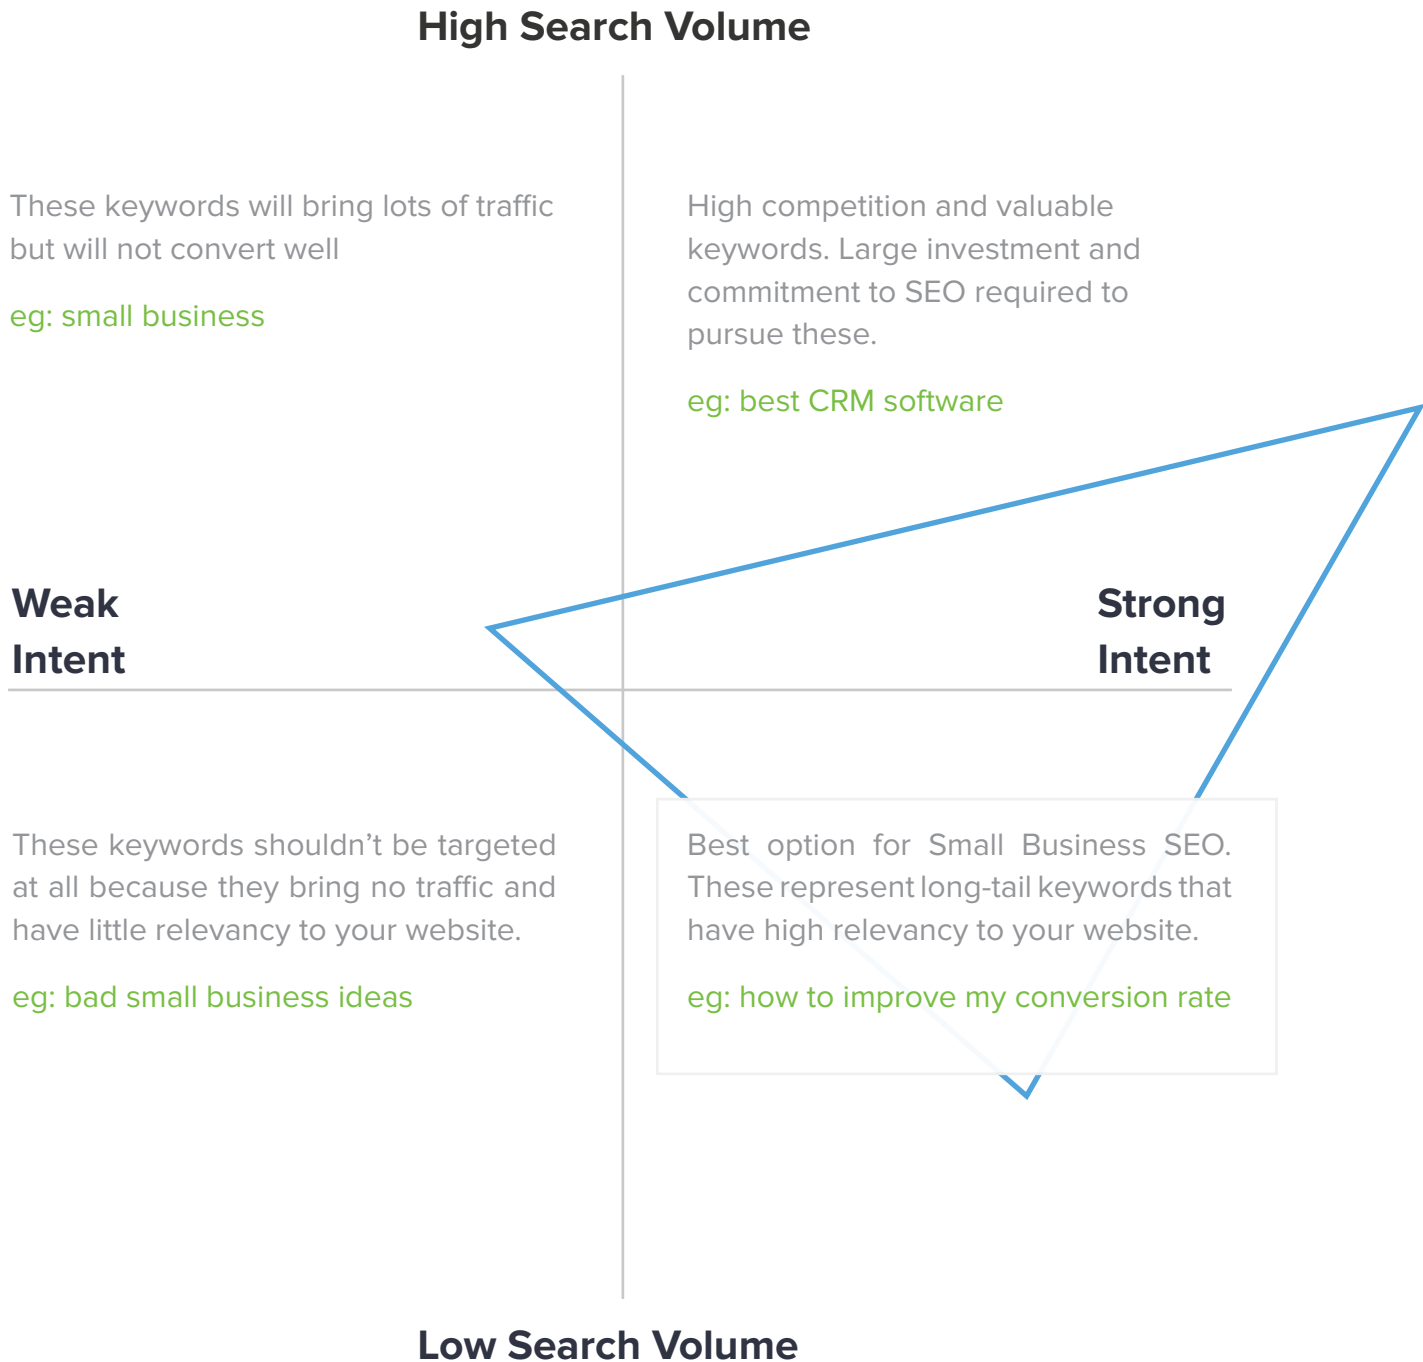 High Search Volume
These keywords will bring lots of traffic
but will not convert well
eg: small business
High competition and valuable
keywords. Large investment and
commitment to SEO required to
pursue these.
eg: best CRM software
Weak
Intent
Strong
Intent
These keywords shouldn’t be targeted
at all because they bring no traffic and
have little relevancy to your website.
eg: bad small business ideas
Best option for Small Business SEO.
These represent long-tail keywords that
have high relevancy to your website.
eg: how to improve my conversion rate
Low Search Volume